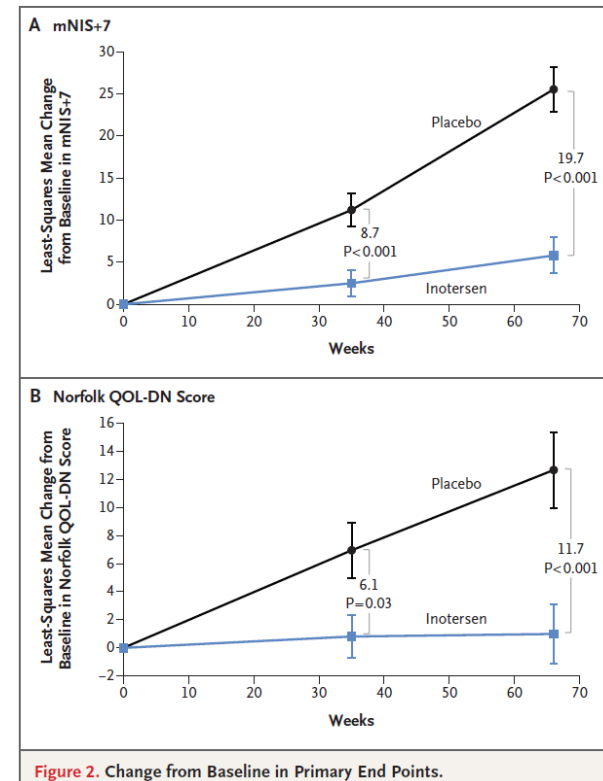 A mNIS+7
Least-Squares Mean Change
from Baseline in mNIS+7
30
25
20
15
10
5
0
Placebo
19.7
P<0.001
8.7
P<0.001
Inotersen
0 10 20 30 40 50 60 70
Weeks
B Norfolk QOL-DN Score
Least-Squares Mean Change from
Baseline in Norfolk QOL-DN Score
16
14
12
10
8
6
4
2
0
−2
Placebo
11.7
P<0.001
6.1
P=0.03
Inotersen
0 10 20 30 40 50 60 70
Weeks
Figure 2. Change from Baseline in Primary End Points.